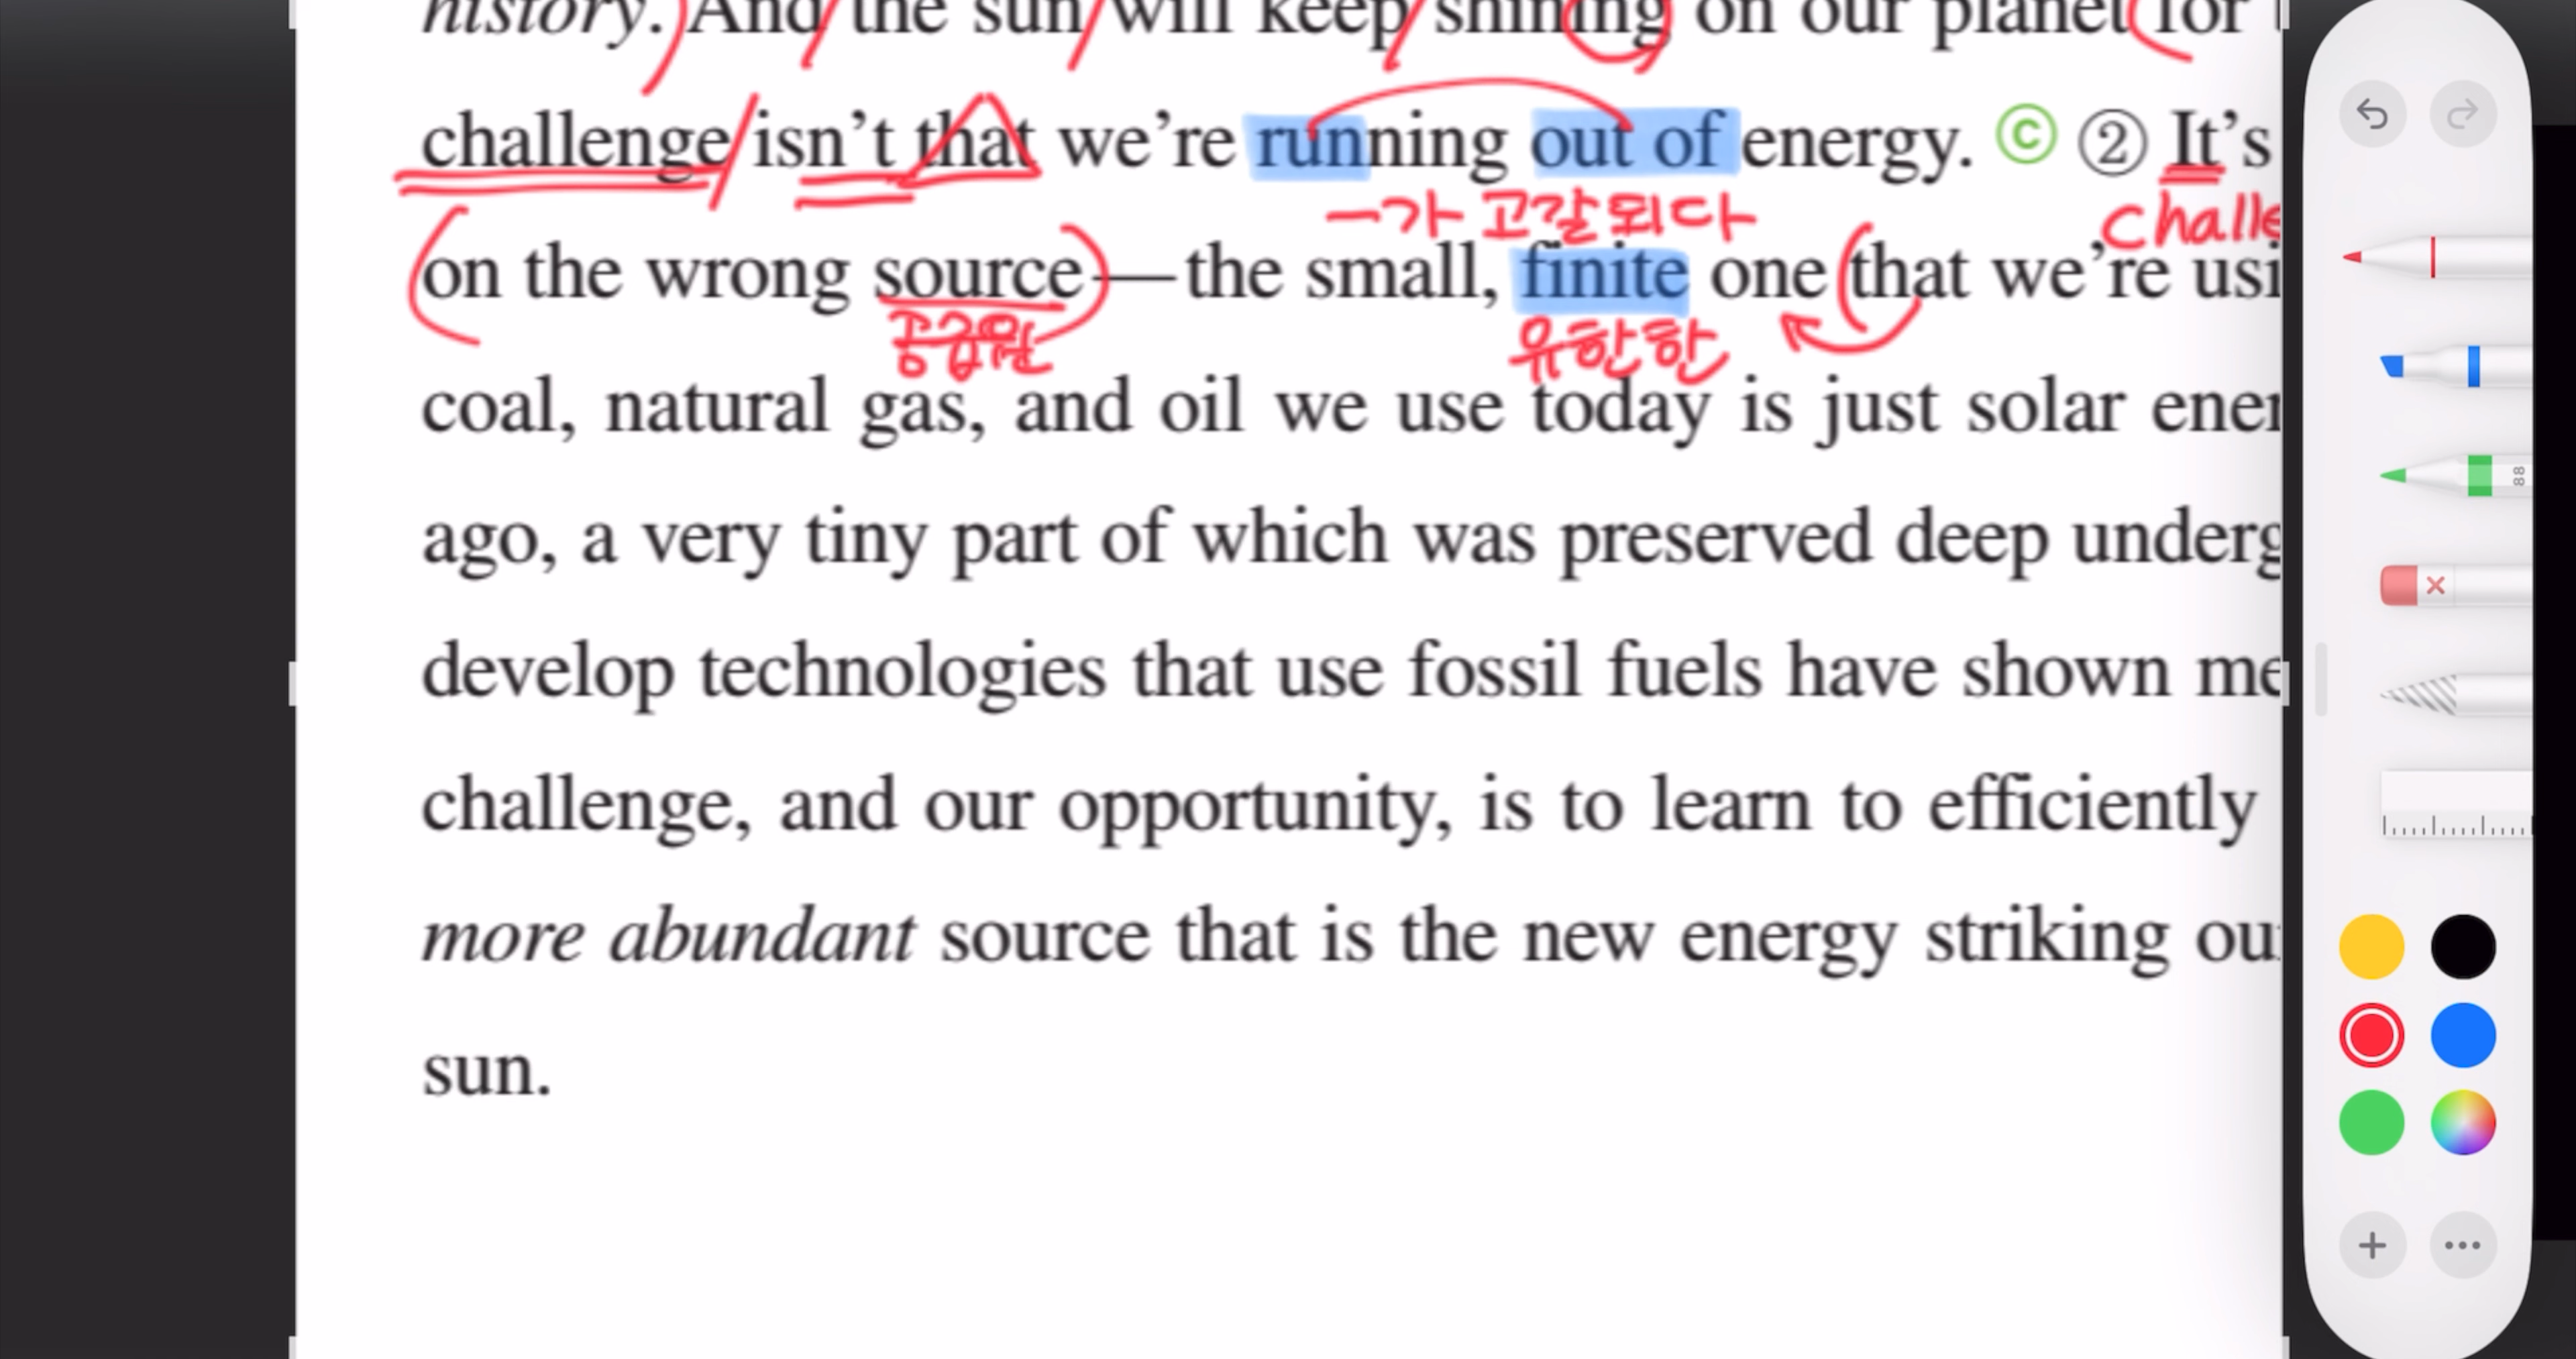 history. And the sun will keep shining on our planet for
challenge isn't that we're running out of energy. © ② It's
~가 고갈되다
challe
on the wrong source—the small, finite one that we're usi
공급원
유한한
coal, natural gas, and oil we use today is just solar ener
ago, a very tiny part of which was preserved deep underg
develop technologies that use fossil fuels have shown me
challenge, and our opportunity, is to learn to efficiently
more abundant source that is the new energy striking our
sun.
88